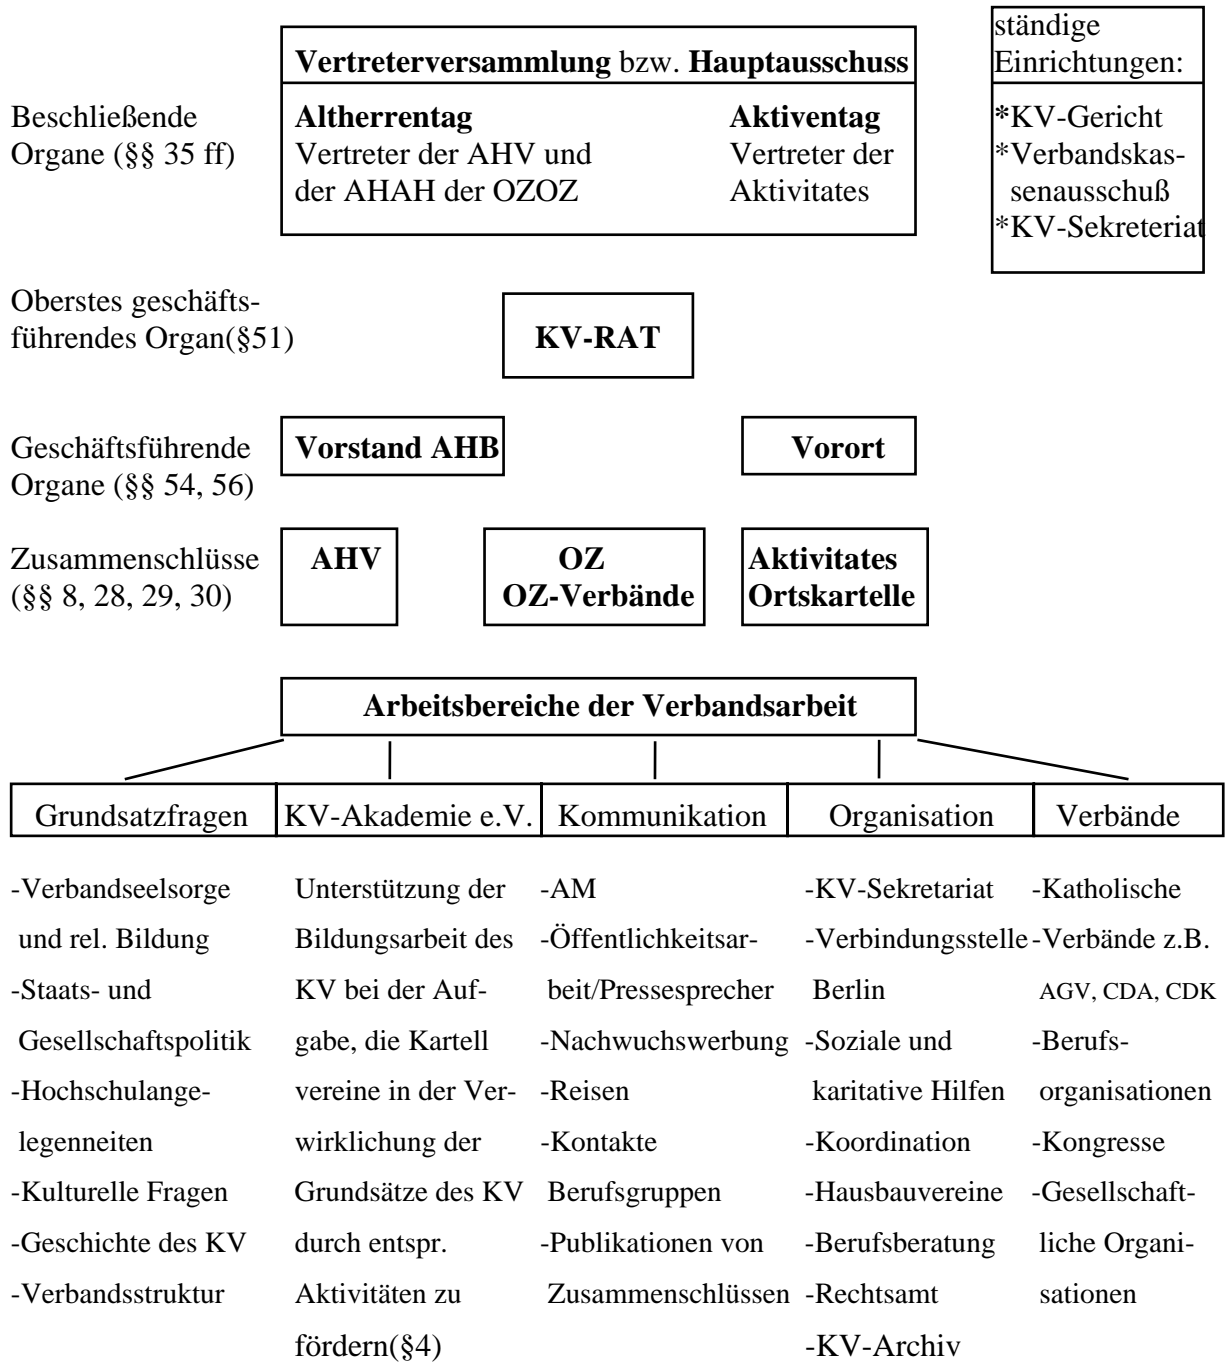 ständige
Einrichtungen:
*KV-Gericht
*Verbandskas-
senausschuß
*KV-Sekreteriat
Vertreterversammlung bzw. Hauptausschuss
Beschließende
Organe (§§ 35 ff)
Altherrentag
Vertreter der AHV und
der AHAH der OZOZ
Aktiventag
Vertreter der
Aktivitates
Oberstes geschäfts-
führendes Organ(§51)
KV-RAT
Geschäftsführende
Organe (§§ 54, 56)
Vorstand AHB
Vorort
Zusammenschlüsse
(§§ 8, 28, 29, 30)
AHV
OZ
OZ-Verbände
Aktivitates
Ortskartelle
Arbeitsbereiche der Verbandsarbeit
Grundsatzfragen
-Verbandseelsorge
und rel. Bildung
-Staats- und
Gesellschaftspolitik
-Hochschulange-
legenneiten
-Kulturelle Fragen
-Geschichte des KV
-Verbandsstruktur
KV-Akademie e.V.
Unterstützung der
Bildungsarbeit des
KV bei der Auf-
gabe, die Kartell
vereine in der Ver-
wirklichung der
Grundsätze des KV
durch entspr.
Aktivitäten zu
fördern(§4)
Kommunikation
-AM
-Öffentlichkeitsar-
beit/Pressesprecher
-Nachwuchswerbung
-Reisen
-Kontakte
Berufsgruppen
-Publikationen von
Zusammenschlüssen
Organisation
-KV-Sekretariat
-Verbindungsstelle
Berlin
-Soziale und
karitative Hilfen
-Koordination
-Hausbauvereine
-Berufsberatung
-Rechtsamt
-KV-Archiv
Verbände
-Katholische
-Verbände z.B.
AGV, CDA, CDK
-Berufs-
organisationen
-Kongresse
-Gesellschaft-
liche Organi-
sationen